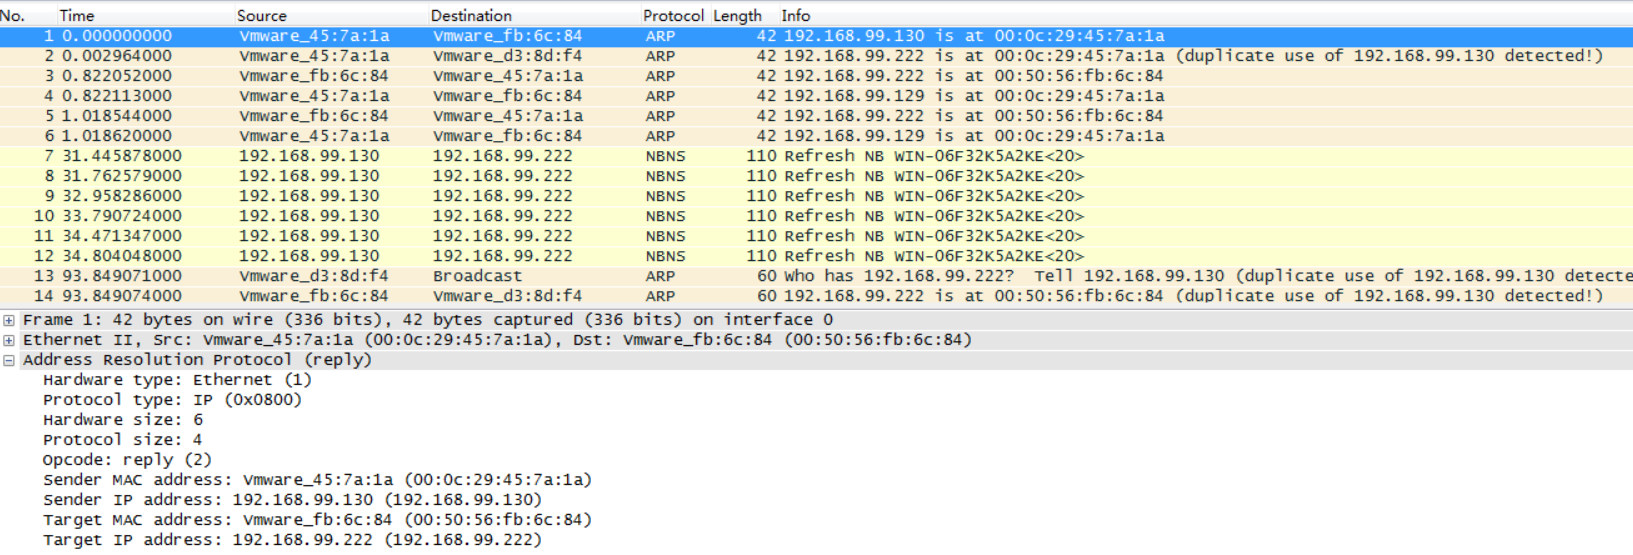 No. Time Source Destination Protocol Length Info
1 0.000000000 Vmware_45:7a:1a Vmware_fb:6c:84 ARP 42 192.168.99.130 is at 00:0c:29:45:7a:1a
2 0.002964000 Vmware_45:7a:1a Vmware_d3:8d:f4 ARP 42 192.168.99.222 is at 00:0c:29:45:7a:1a (duplicate use of 192.168.99.130 detected!)
3 0.822052000 Vmware_fb:6c:84 Vmware_45:7a:1a ARP 42 192.168.99.222 is at 00:50:56:fb:6c:84
4 0.822113000 Vmware_45:7a:1a Vmware_fb:6c:84 ARP 42 192.168.99.129 is at 00:0c:29:45:7a:1a
5 1.018544000 Vmware_fb:6c:84 Vmware_45:7a:1a ARP 42 192.168.99.222 is at 00:50:56:fb:6c:84
6 1.018620000 Vmware_45:7a:1a Vmware_fb:6c:84 ARP 42 192.168.99.129 is at 00:0c:29:45:7a:1a
7 31.445878000 192.168.99.130 192.168.99.222 NBNS 110 Refresh NB WIN-06F32K5A2KE<20>
8 31.762579000 192.168.99.130 192.168.99.222 NBNS 110 Refresh NB WIN-06F32K5A2KE<20>
9 32.958286000 192.168.99.130 192.168.99.222 NBNS 110 Refresh NB WIN-06F32K5A2KE<20>
10 33.790724000 192.168.99.130 192.168.99.222 NBNS 110 Refresh NB WIN-06F32K5A2KE<20>
11 34.471347000 192.168.99.130 192.168.99.222 NBNS 110 Refresh NB WIN-06F32K5A2KE<20>
12 34.804048000 192.168.99.130 192.168.99.222 NBNS 110 Refresh NB WIN-06F32K5A2KE<20>
13 93.849071000 Vmware_d3:8d:f4 Broadcast ARP 60 Who has 192.168.99.222? Tell 192.168.99.130 (duplicate use of 192.168.99.130 detecte
14 93.849074000 Vmware_fb:6c:84 Vmware_d3:8d:f4 ARP 60 192.168.99.222 is at 00:50:56:fb:6c:84 (duplicate use of 192.168.99.130 detected!)
Frame 1: 42 bytes on wire (336 bits), 42 bytes captured (336 bits) on interface 0
Ethernet II, Src: Vmware_45:7a:1a (00:0c:29:45:7a:1a), Dst: Vmware_fb:6c:84 (00:50:56:fb:6c:84)
Address Resolution Protocol (reply)
Hardware type: Ethernet (1)
Protocol type: IP (0x0800)
Hardware size: 6
Protocol size: 4
Opcode: reply (2)
Sender MAC address: Vmware_45:7a:1a (00:0c:29:45:7a:1a)
Sender IP address: 192.168.99.130 (192.168.99.130)
Target MAC address: Vmware_fb:6c:84 (00:50:56:fb:6c:84)
Target IP address: 192.168.99.222 (192.168.99.222)